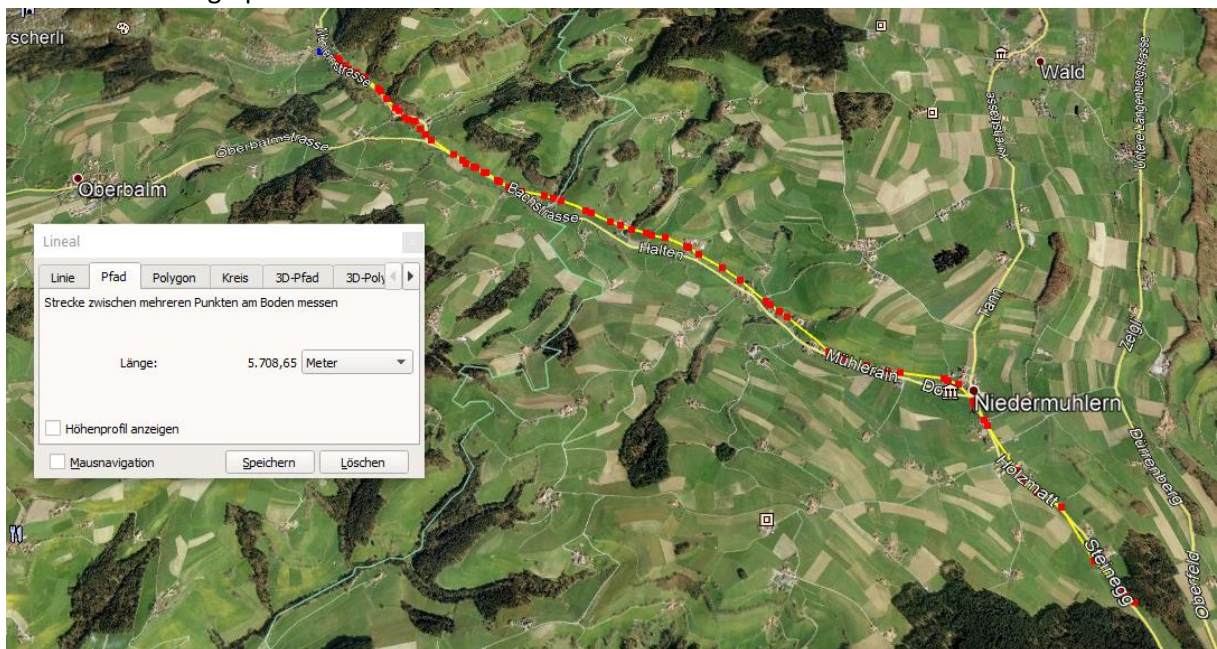 rscherli
Wald
Kirchstrasse
Untere Längenbergstrasse
Oberbalmstrasse
Oberbalm
Bachstrasse
Halten
Tann
Zelgli
Mühlerain
Niedermuhlern
Dürrenberg
Holzmatt
Steinegg
Oberfeld
Lineal
Linie
Pfad
Polygon
Kreis
3D-Pfad
3D-Poly
Strecke zwischen mehreren Punkten am Boden messen
Länge: 5.708,65 Meter
Höhenprofil anzeigen
Mausnavigation
Speichern
Löschen